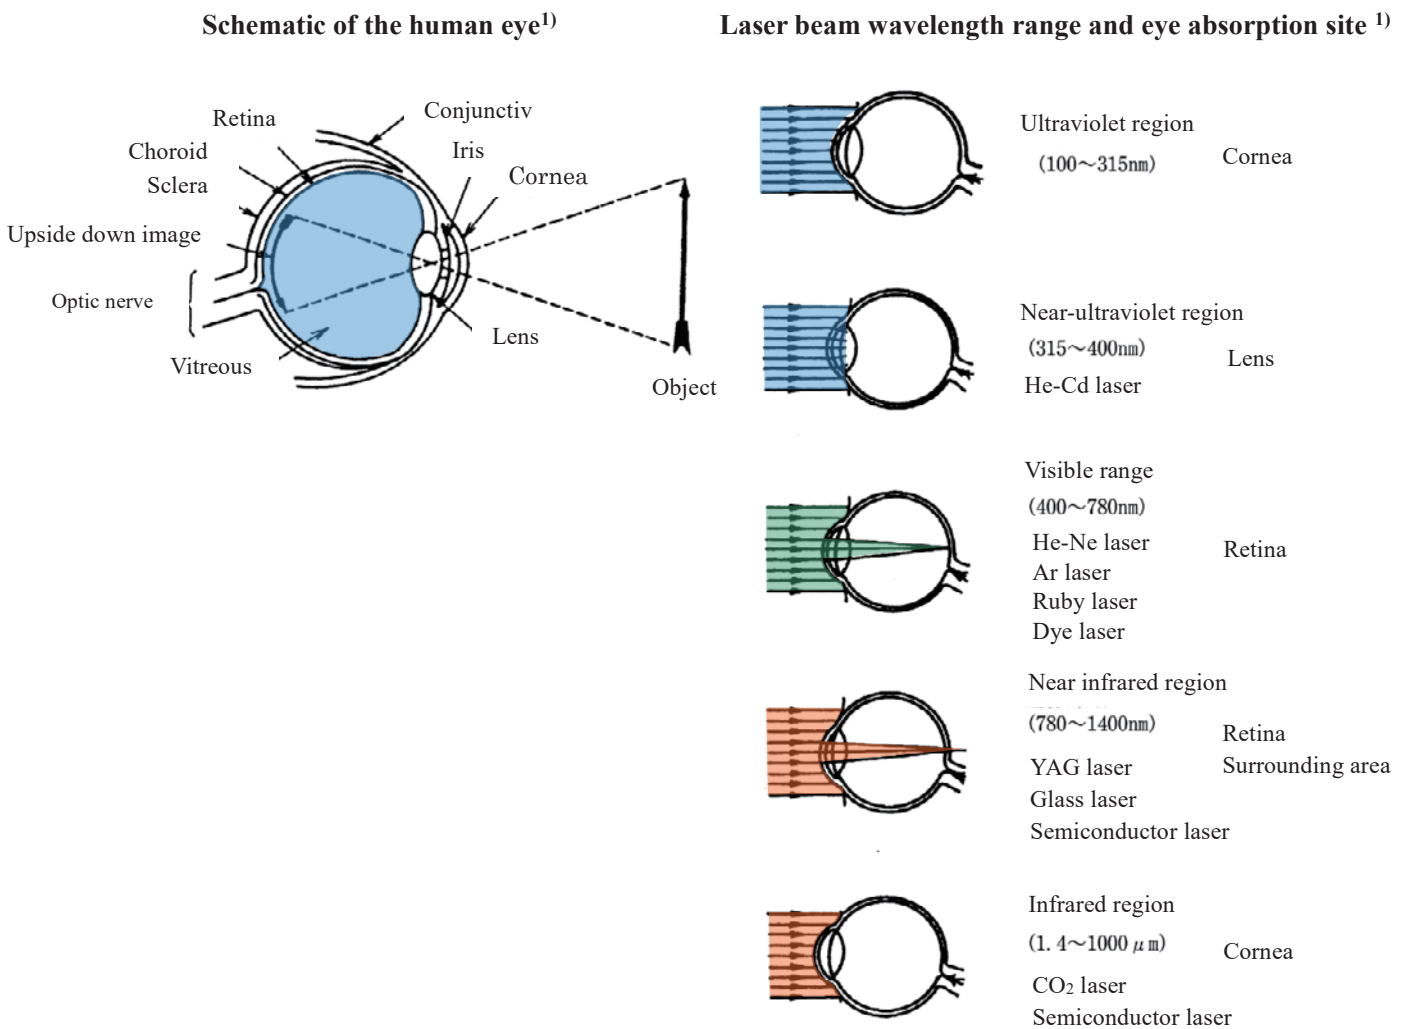 Schematic of the human eye1)
Conjunctiv
Retina
Iris
Choroid
Cornea
Sclera
Upside down image
Optic nerve
Lens
Vitreous
Object
Laser beam wavelength range and eye absorption site 1)
Ultraviolet region
(100～315nm)
Cornea
Near-ultraviolet region
(315～400nm)
Lens
He-Cd laser
Visible range
(400～780nm)
He-Ne laser
Retina
Ar laser
Ruby laser
Dye laser
Near infrared region
(780～1400nm)
Retina
Surrounding area
YAG laser
Glass laser
Semiconductor laser
Infrared region
(1.4～1000μm)
Cornea
CO2 laser
Semiconductor laser